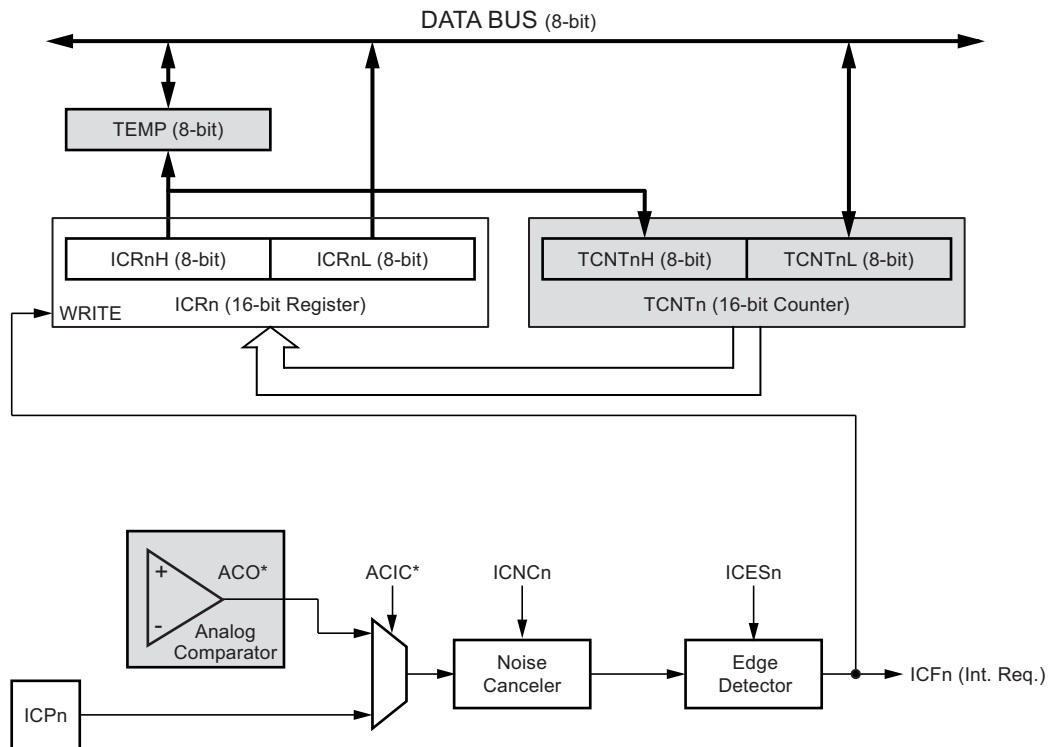 DATA BUS (8-bit)
TEMP (8-bit)
ICRnH (8-bit)
ICRnL (8-bit)
TCNTnH (8-bit)
TCNTnL (8-bit)
WRITE
ICRn (16-bit Register)
TCNTn (16-bit Counter)
+
-
ACO*
Analog
Comparator
ACIC*
ICNCn
ICESn
Noise
Canceler
Edge
Detector
ICFn (Int. Req.)
ICPn